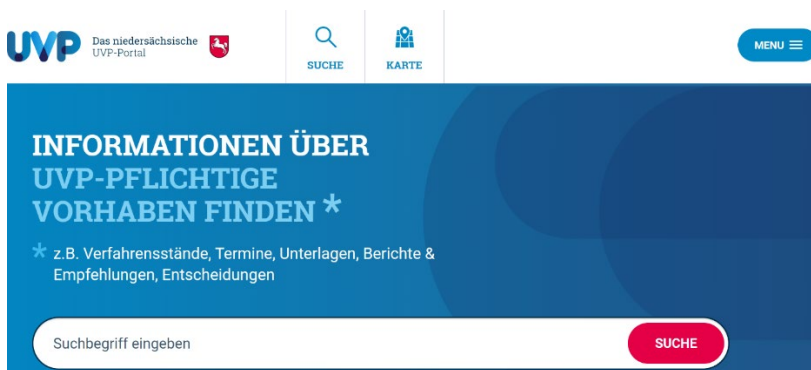 UVP
Das niedersächsische
UVP-Portal
SUCHE
KARTE
MENU
INFORMATIONEN ÜBER
UVP-PFLICHTIGE
VORHABEN FINDEN *
* z.B. Verfahrensstände, Termine, Unterlagen, Berichte &
Empfehlungen, Entscheidungen
Suchbegriff eingeben
SUCHE